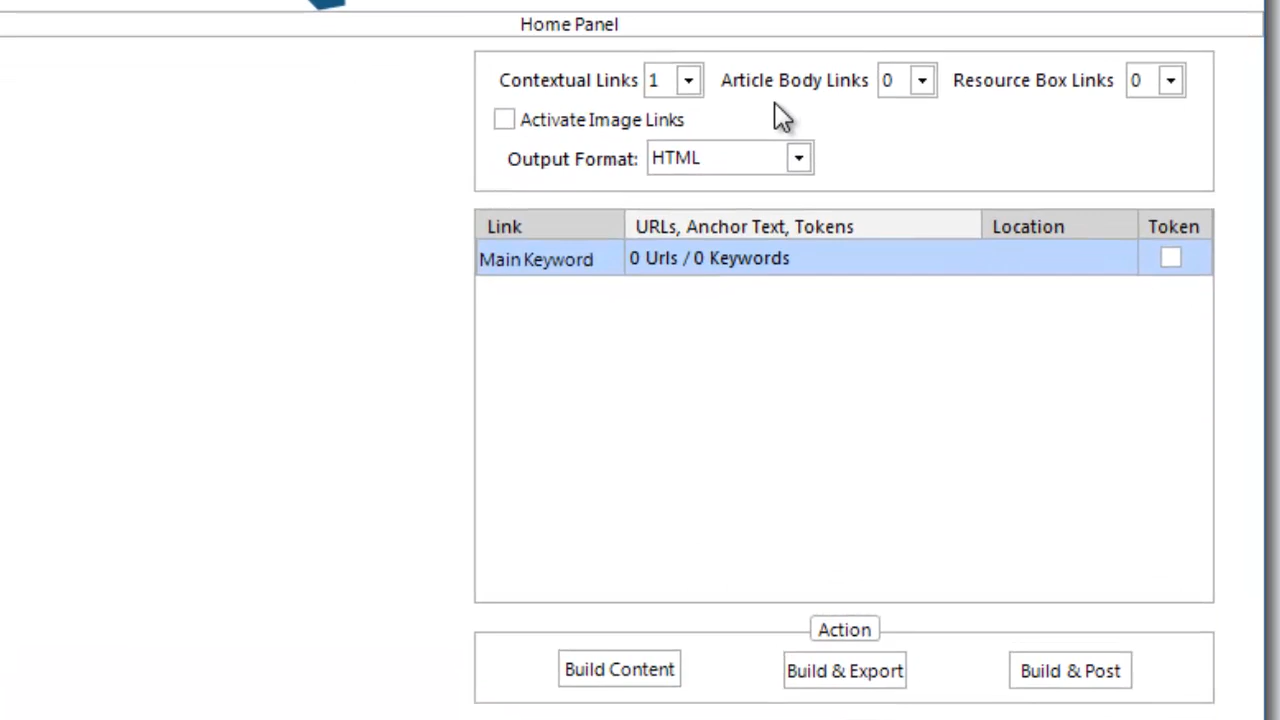 Home Panel
Contextual Links 1 Article Body Links 0 Resource Box Links 0
Activate Image Links
Output Format: HTML
Link URLs, Anchor Text, Tokens Location Token
Main Keyword 0 Urls / 0 Keywords
Action
Build Content Build & Export Build & Post